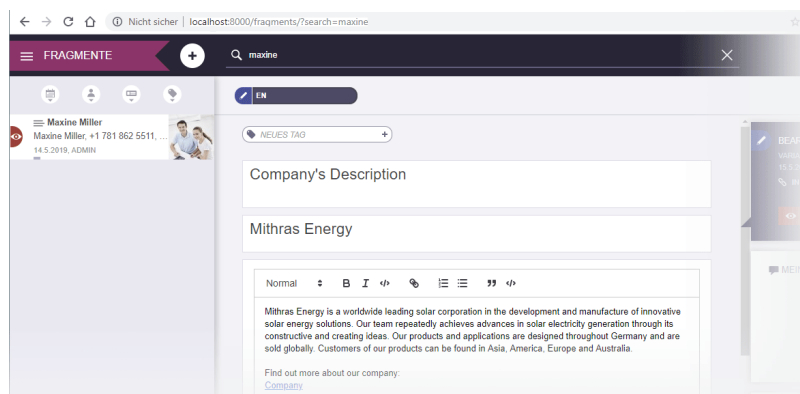 Nicht sicher | localhost:8000/fragments/?search=maxine
FRAGMENTE
+
maxine
EN
Maxine Miller
Maxine Miller, +1 781 862 5511, ...
14.5.2019, ADMIN
NEUES TAG +
Company's Description
Mithras Energy
Normal B I
Mithras Energy is a worldwide leading solar corporation in the development and manufacture of innovative
solar energy solutions. Our team repeatedly achieves advances in solar electricity generation through its
constructive and creating ideas. Our products and applications are designed throughout Germany and are
sold globally. Customers of our products can be found in Asia, America, Europe and Australia.
Find out more about our company:
Company
BEAR
MEI